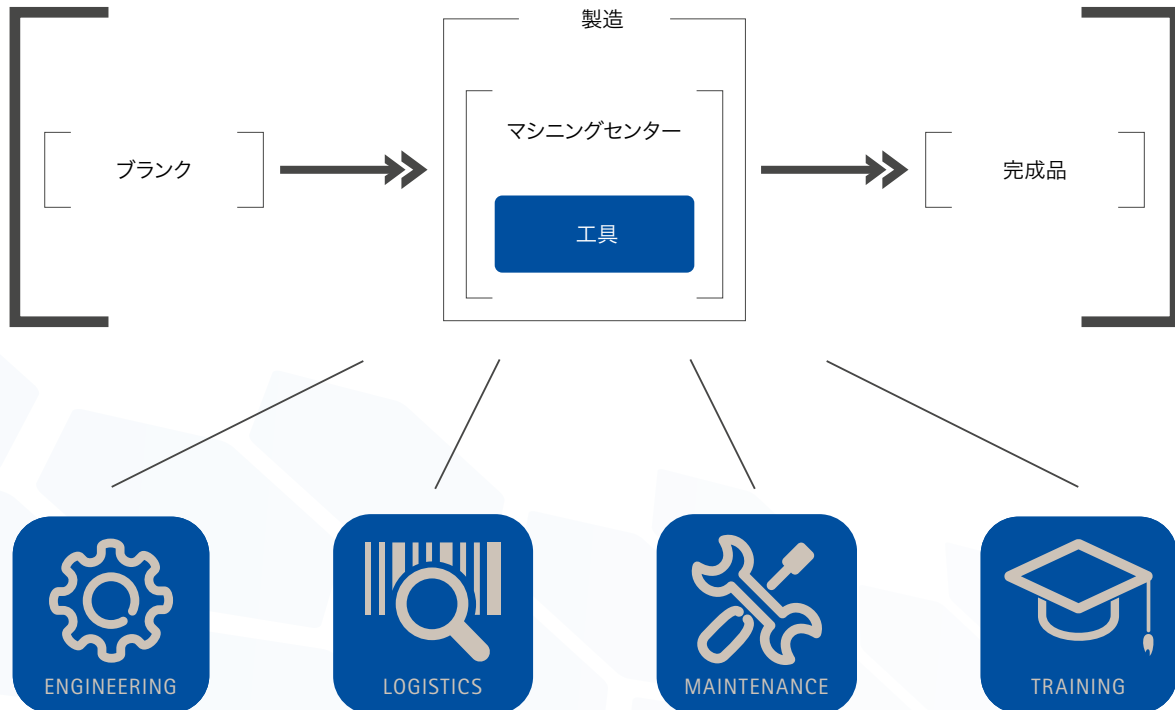 製造
マシニングセンター
ブランク
工具
完成品
ENGINEERING
LOGISTICS
MAINTENANCE
TRAINING